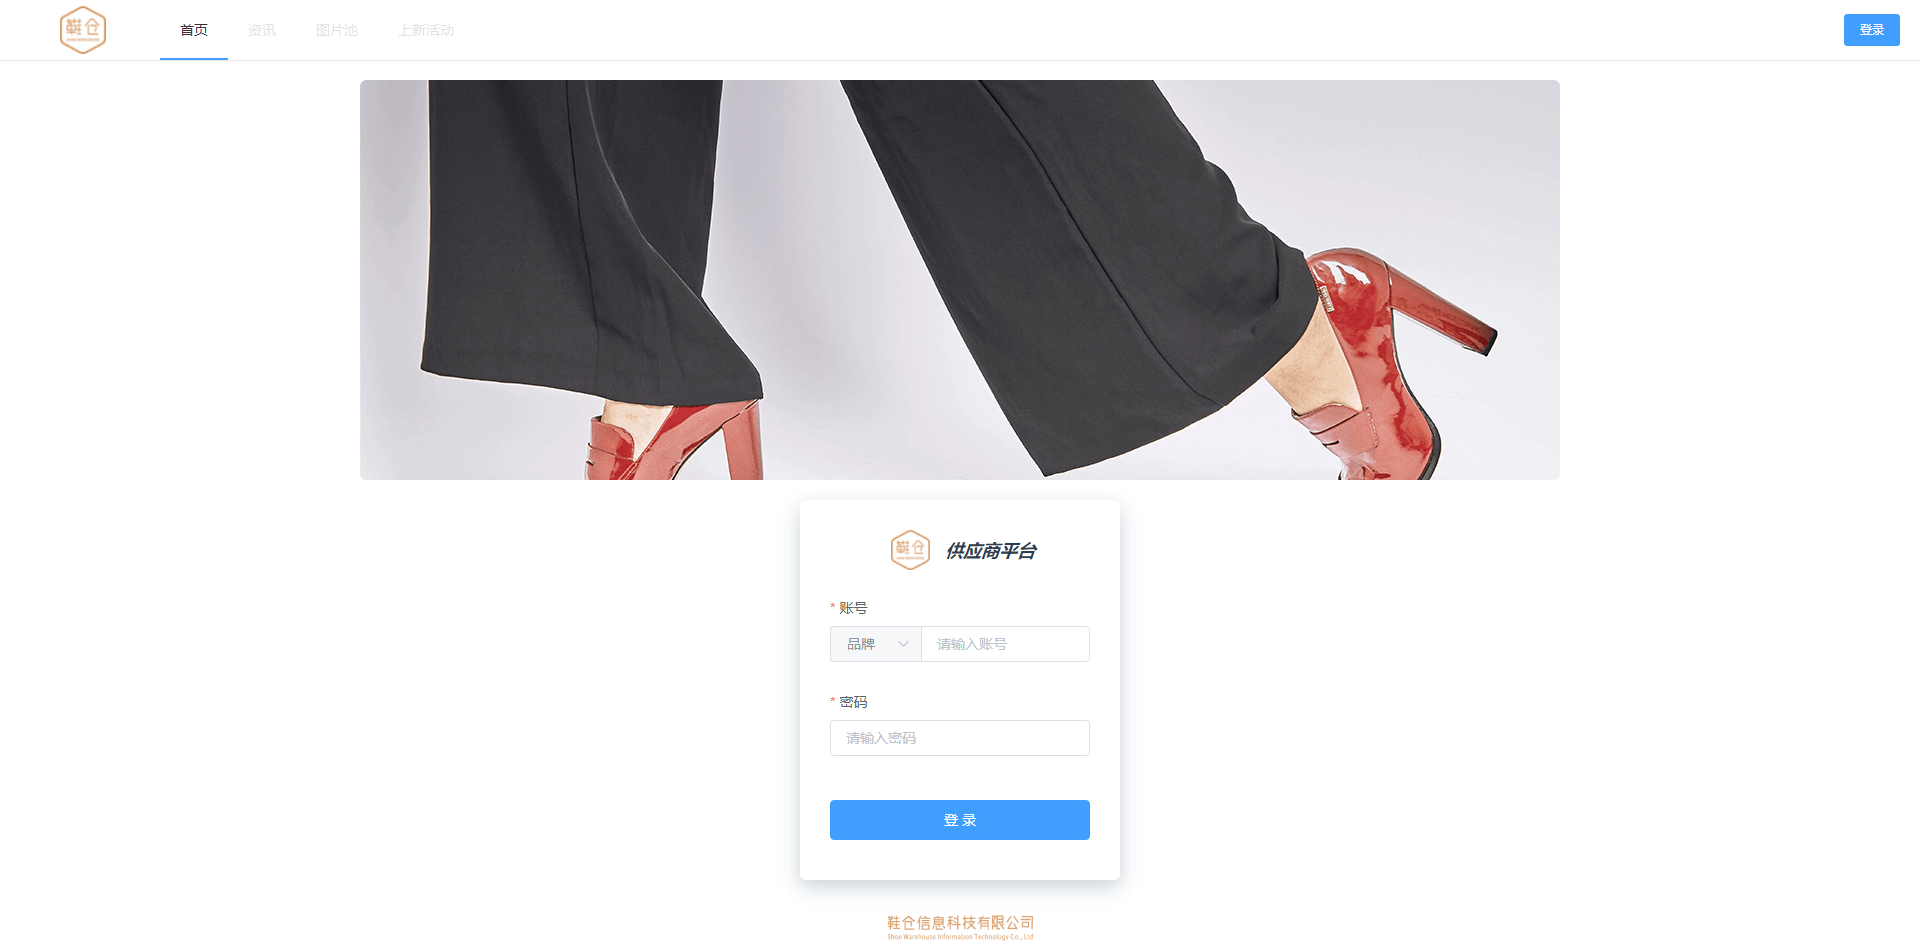 鞋仓
首页
资讯
图片池
上新活动
登录
鞋仓
供应商平台
* 账号
品牌
请输入账号
* 密码
请输入密码
登 录
鞋仓信息科技有限公司
Shoe Warehouse Information Technology Co., Ltd